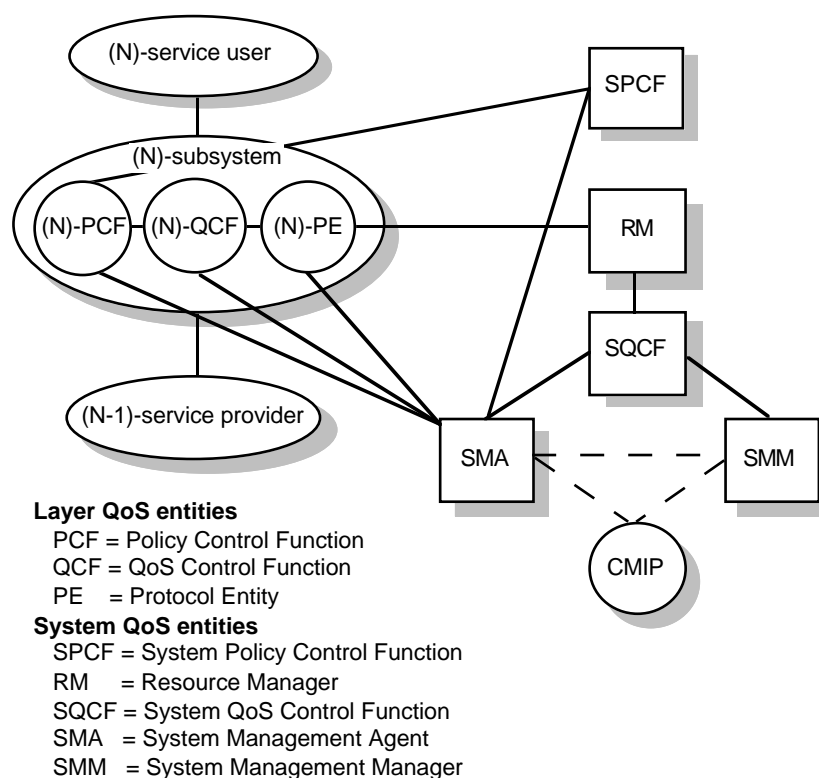 (N)-service user
SPCF
(N)-subsystem
(N)-PCF
(N)-QCF
(N)-PE
RM
SQCF
(N-1)-service provider
SMA
SMM
CMIP
Layer QoS entities
PCF = Policy Control Function
QCF = QoS Control Function
PE = Protocol Entity
System QoS entities
SPCF = System Policy Control Function
RM = Resource Manager
SQCF = System QoS Control Function
SMA = System Management Agent
SMM = System Management Manager